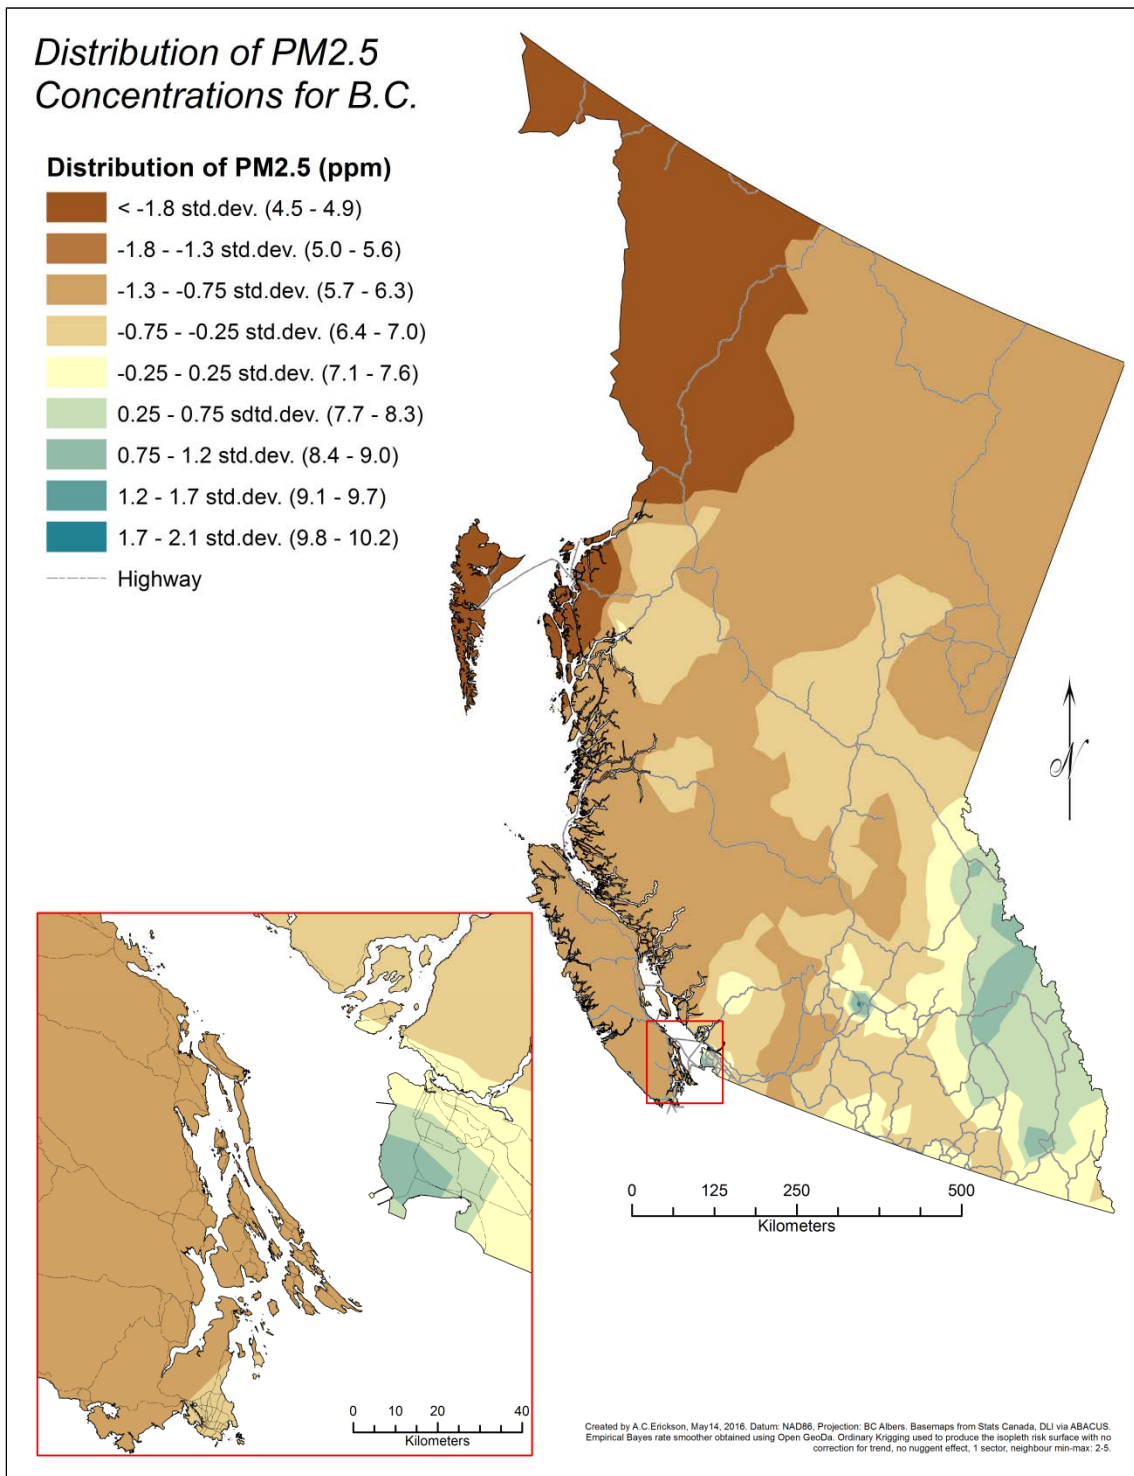 Distribution of PM2.5
Concentrations for B.C.
Distribution of PM2.5 (ppm)
< -1.8 std.dev. (4.5 - 4.9)
-1.8 - -1.3 std.dev. (5.0 - 5.6)
-1.3 - -0.75 std.dev. (5.7 - 6.3)
-0.75 - -0.25 std.dev. (6.4 - 7.0)
-0.25 - 0.25 std.dev. (7.1 - 7.6)
0.25 - 0.75 sdtd.dev. (7.7 - 8.3)
0.75 - 1.2 std.dev. (8.4 - 9.0)
1.2 - 1.7 std.dev. (9.1 - 9.7)
1.7 - 2.1 std.dev. (9.8 - 10.2)
Highway
N
0 125 250 500
Kilometers
0 10 20 40
Kilometers
Created by A.C.Erickson, May14, 2016. Datum: NAD86, Projection: BC Albers. Basemaps from Stats Canada, DLI via ABACUS.
Empirical Bayes rate smoother obtained using Open GeoDa. Ordinary Krigging used to produce the isopleth risk surface with no
correction for trend, no nuggent effect, 1 sector, neighbour min-max: 2-5.